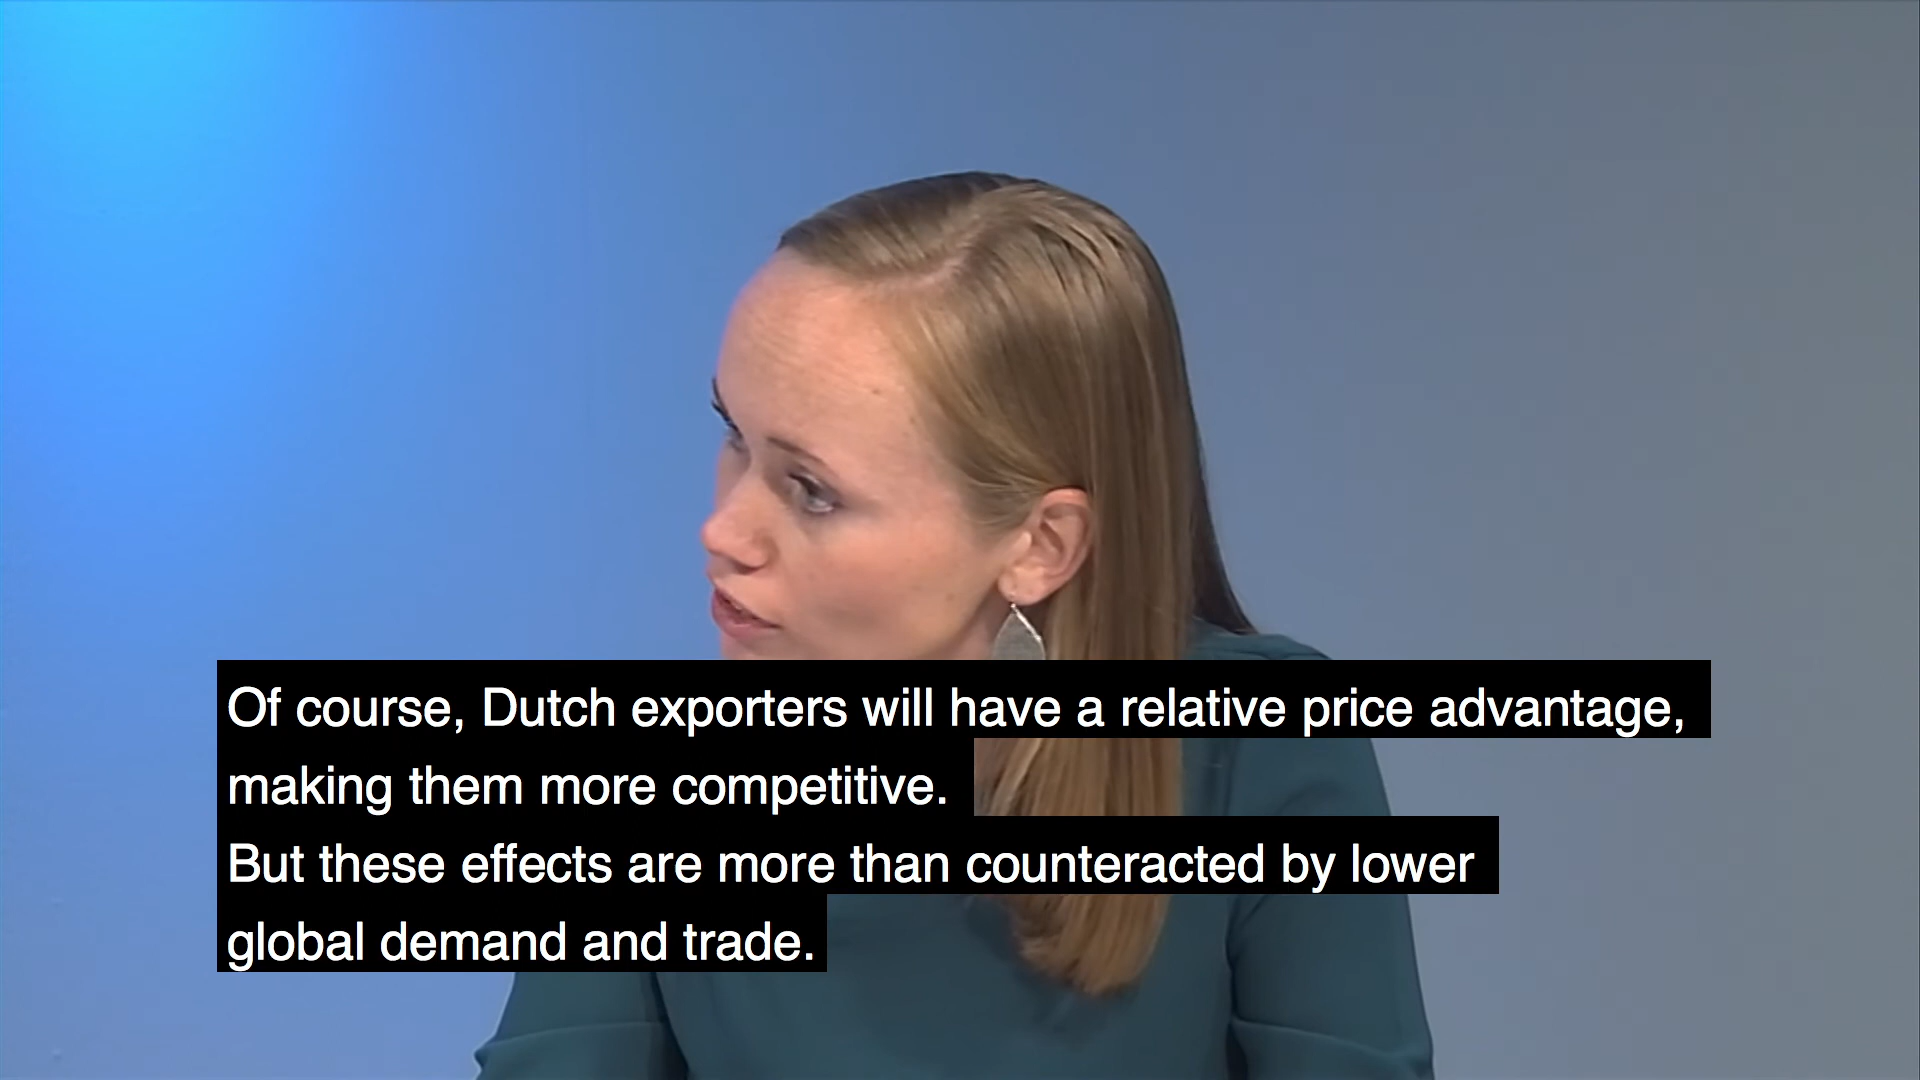 Of course, Dutch exporters will have a relative price advantage,
making them more competitive.
But these effects are more than counteracted by lower
global demand and trade.